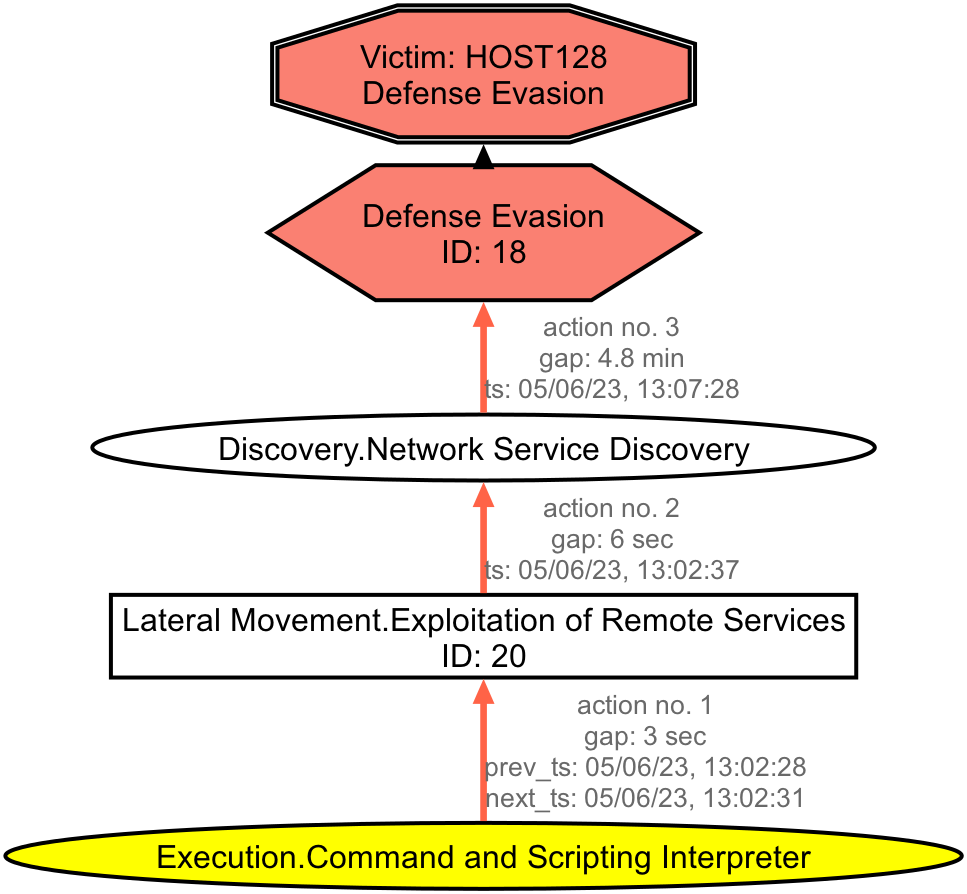 Victim: HOST128
Defense Evasion
Defense Evasion
ID: 18
action no. 3
gap: 4.8 min
ts: 05/06/23, 13:07:28
Discovery.Network Service Discovery
action no. 2
gap: 6 sec
ts: 05/06/23, 13:02:37
Lateral Movement.Exploitation of Remote Services
ID: 20
action no. 1
gap: 3 sec
prev_ts: 05/06/23, 13:02:28
next_ts: 05/06/23, 13:02:31
Execution.Command and Scripting Interpreter